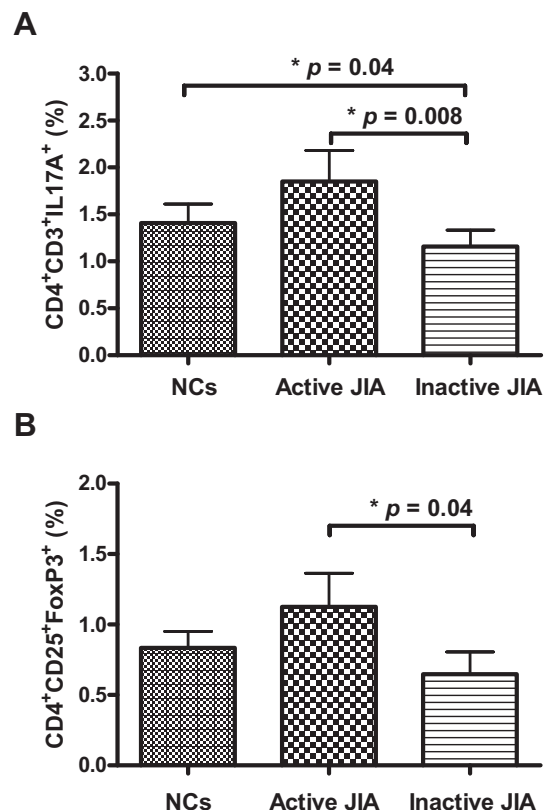 A
* p = 0.04
* p = 0.008
3.0
2.5
2.0
1.5
1.0
0.5
0.0
CD4⁺CD3⁺IL17A⁺ (%)
NCs Active JIA Inactive JIA
B
* p = 0.04
2.0
1.5
1.0
0.5
0.0
CD4⁺CD25⁺FoxP3⁺ (%)
NCs Active JIA Inactive JIA